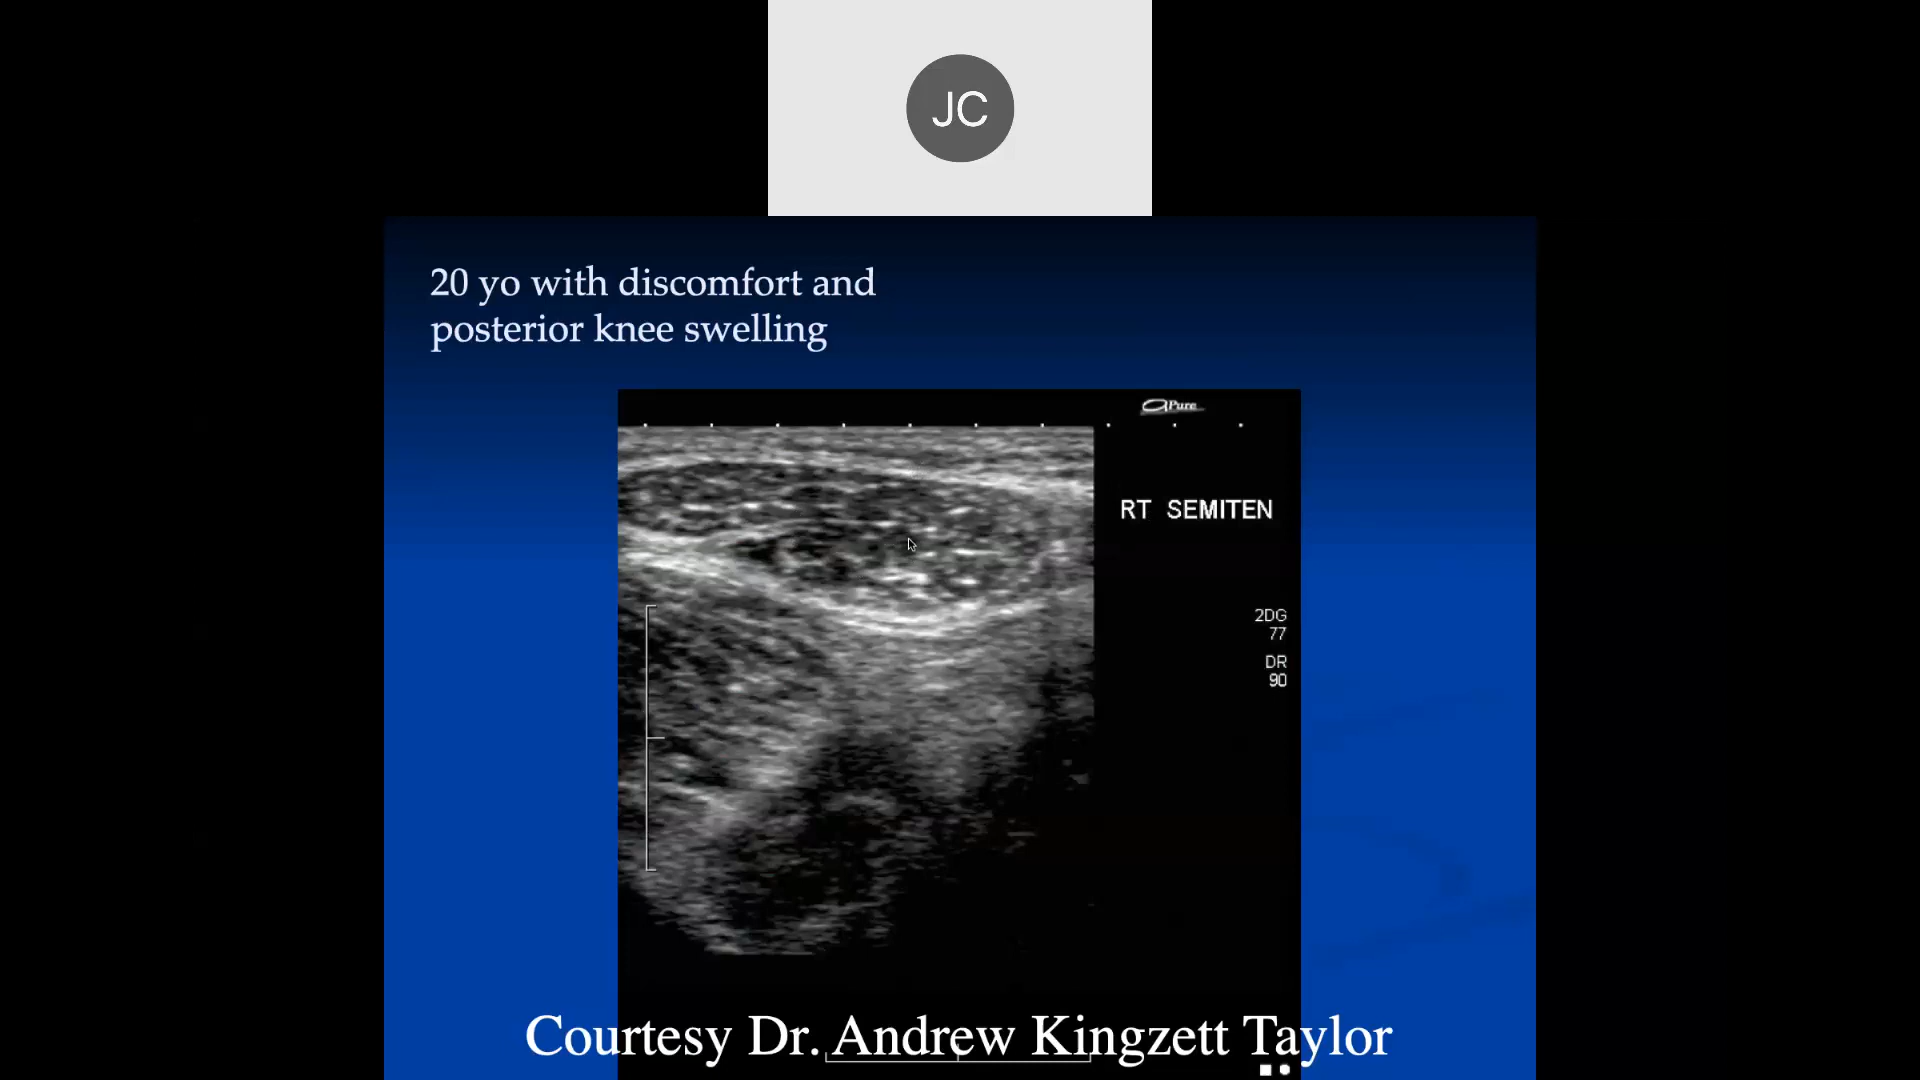 JC
20 yo with discomfort and
posterior knee swelling
aPure
RT SEMITEN
2DG
77
DR
90
Courtesy Dr. Andrew Kingzett Taylor